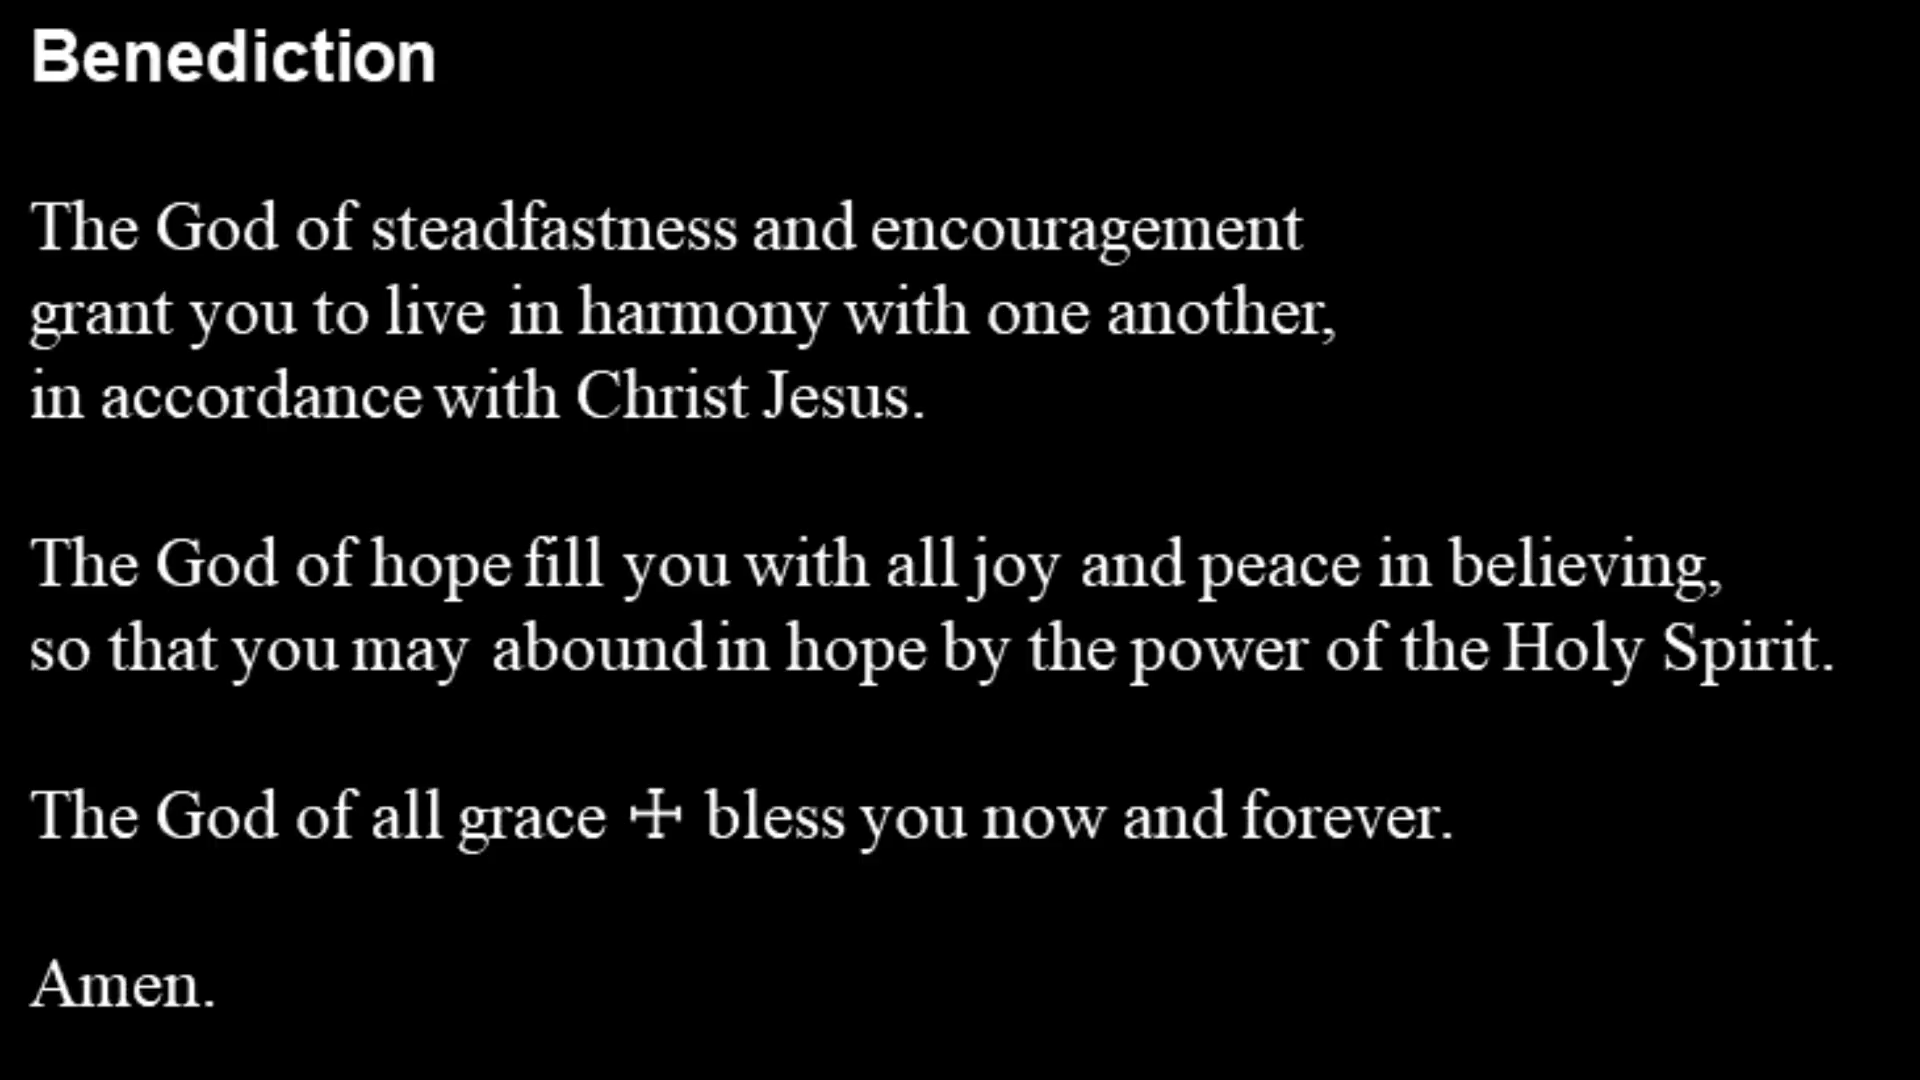 Benediction
The God of steadfastness and encouragement
grant you to live in harmony with one another,
in accordance with Christ Jesus.
The God of hope fill you with all joy and peace in believing,
so that you may abound in hope by the power of the Holy Spirit.
The God of all grace ☩ bless you now and forever.
Amen.